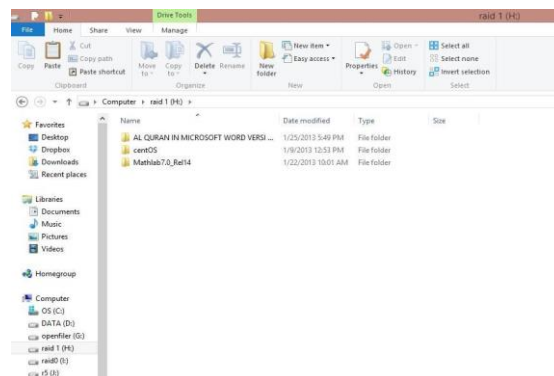 Drive Tools
raid 1 (H:)
File Home Share View Manage
Copy
Paste
Cut
Copy path
Paste shortcut
Clipboard
Move to
Copy to
Delete
Rename
Organize
New folder
New item
Easy access
New
Properties
Open
Edit
History
Open
Select all
Select none
Invert selection
Select
Computer raid 1 (H:)
Favorites
Desktop
Dropbox
Downloads
Recent places
Libraries
Documents
Music
Pictures
Videos
Homegroup
Computer
OS (C:)
DATA (D:)
openfiler (G:)
raid 1 (H:)
raid0 (I:)
r5 (J:)
Name Date modified Type Size
AL QURAN IN MICROSOFT WORD VERSI ... 1/25/2013 5:49 PM File folder
centOS 1/9/2013 12:53 PM File folder
Mathlab7.0_Rel14 1/22/2013 10:01 AM File folder